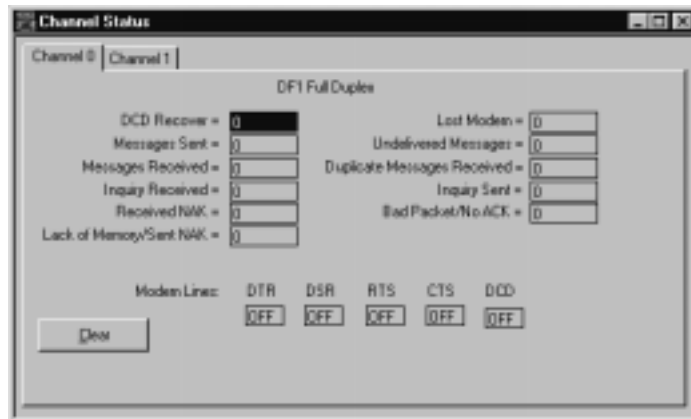 Channel Status
Channel 0 Channel 1
DF1 Full Duplex
DCD Recover = 0 Lost Modem = 0
Messages Sent = 0 Undelivered Messages = 0
Messages Received = 0 Duplicate Messages Received = 0
Inquiry Received = 0 Inquiry Sent = 0
Received NAK = 0 Bad Packet/No ACK = 0
Lack of Memory/Sent NAK = 0
Modem Lines: DTR DSR RTS CTS DCD
OFF OFF OFF OFF OFF
Clear